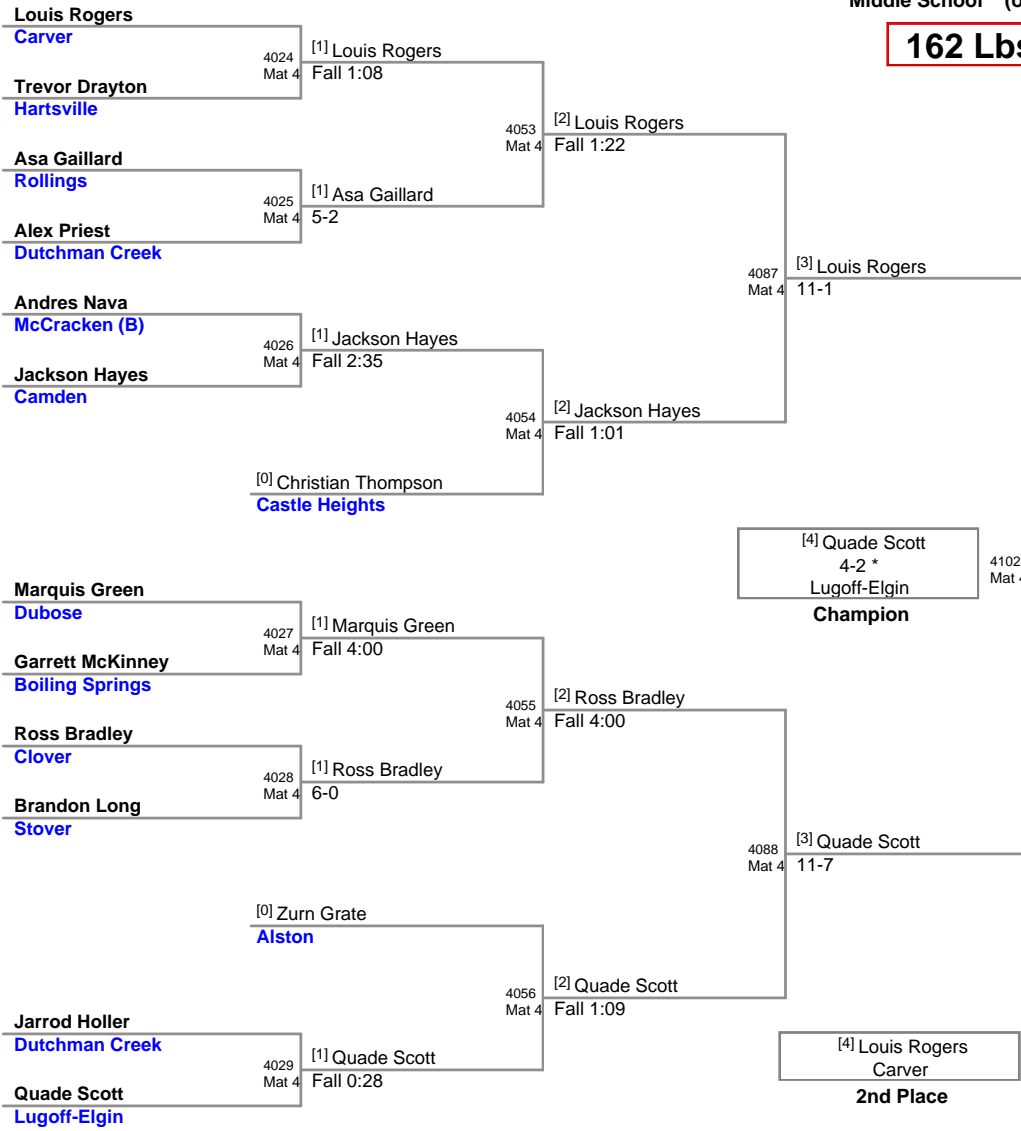 Middle School (o
162 Lbs
Louis Rogers
Carver
4024
Mat 4
[1] Louis Rogers
Fall 1:08
Trevor Drayton
Hartsville
4053
Mat 4
[2] Louis Rogers
Fall 1:22
Asa Gaillard
Rollings
4025
Mat 4
[1] Asa Gaillard
5-2
Alex Priest
Dutchman Creek
4087
Mat 4
[3] Louis Rogers
11-1
Andres Nava
McCracken (B)
4026
Mat 4
[1] Jackson Hayes
Fall 2:35
Jackson Hayes
Camden
4054
Mat 4
[2] Jackson Hayes
Fall 1:01
[0] Christian Thompson
Castle Heights
[4] Quade Scott
4-2 *
Lugoff-Elgin
Champion
4102
Mat 4
Marquis Green
Dubose
4027
Mat 4
[1] Marquis Green
Fall 4:00
Garrett McKinney
Boiling Springs
4055
Mat 4
[2] Ross Bradley
Fall 4:00
Ross Bradley
Clover
4028
Mat 4
[1] Ross Bradley
6-0
Brandon Long
Stover
4088
Mat 4
[3] Quade Scott
11-7
[0] Zurn Grate
Alston
4056
Mat 4
[2] Quade Scott
Fall 1:09
Jarrod Holler
Dutchman Creek
4029
Mat 4
[1] Quade Scott
Fall 0:28
Quade Scott
Lugoff-Elgin
[4] Louis Rogers
Carver
2nd Place